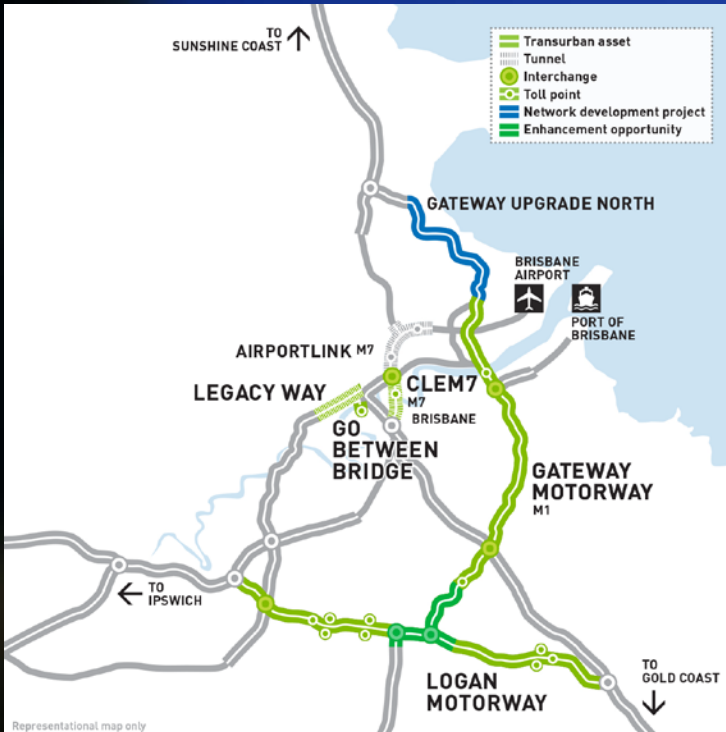 TO
SUNSHINE COAST
Transurban asset
Tunnel
Interchange
Toll point
Network development project
Enhancement opportunity
GATEWAY UPGRADE NORTH
BRISBANE
AIRPORT
PORT OF
BRISBANE
AIRPORTLINK M7
LEGACY WAY
CLEM7
M7
BRISBANE
GO
BETWEEN
BRIDGE
GATEWAY
MOTORWAY
M1
TO
IPSWICH
LOGAN
MOTORWAY
TO
GOLD COAST
Representational map only